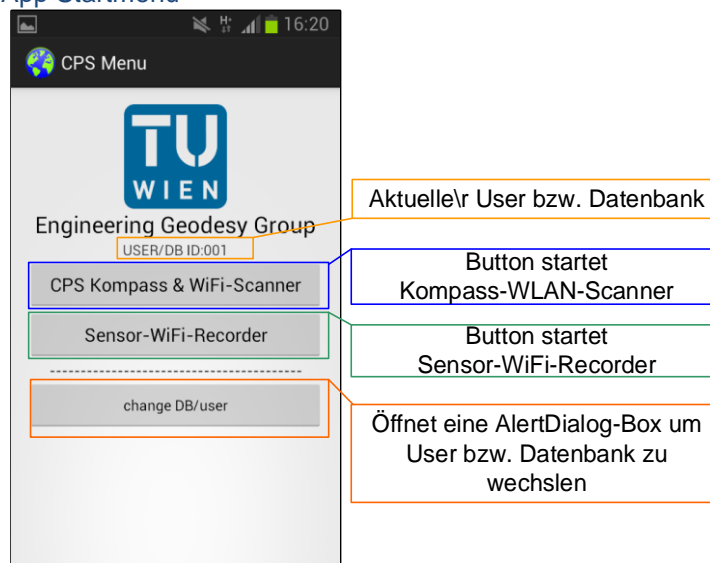 App Startmenü
H+ 16:20
CPS Menu
TU
WIEN
Engineering Geodesy Group
USER/DB ID:001
CPS Kompass & WiFi-Scanner
Sensor-WiFi-Recorder
----------------------------------------
change DB/user
Aktuelle\r User bzw. Datenbank
Button startet
Kompass-WLAN-Scanner
Button startet
Sensor-WiFi-Recorder
Öffnet eine AlertDialog-Box um
User bzw. Datenbank zu
wechslen